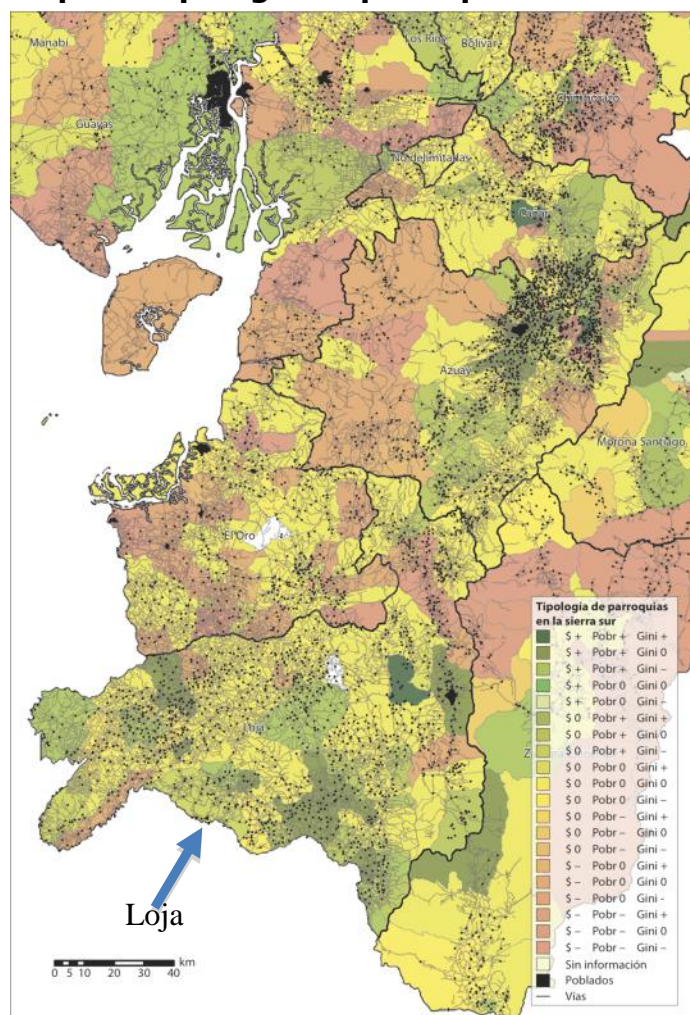 Manabí
Los Ríos
Bolívar
Guayas
Chimborazo
No delimitadas
Cañar
Azuay
Morona Santiago
El Oro
Loja
Tipología de parroquias
en la sierra sur
$ + Pobr + Gini +
$ + Pobr + Gini 0
$ + Pobr + Gini –
$ + Pobr 0 Gini 0
$ + Pobr 0 Gini –
$ 0 Pobr + Gini +
$ 0 Pobr + Gini 0
$ 0 Pobr + Gini –
$ 0 Pobr 0 Gini +
$ 0 Pobr 0 Gini 0
$ 0 Pobr 0 Gini –
$ 0 Pobr – Gini +
$ 0 Pobr – Gini 0
$ 0 Pobr – Gini –
$ – Pobr 0 Gini +
$ – Pobr 0 Gini 0
$ – Pobr 0 Gini -
$ – Pobr – Gini +
$ – Pobr – Gini 0
$ – Pobr – Gini –
Sin información
Poblados
Vías
Loja
km
0 5 10 20 30 40